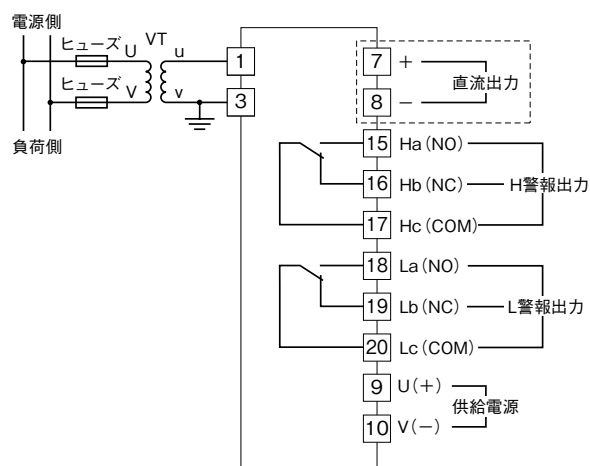 電源側
ヒューズ U VT u
ヒューズ V v
負荷側
1
3
7 +
8 −
直流出力
15 Ha(NO)
16 Hb(NC) H警報出力
17 Hc(COM)
18 La(NO)
19 Lb(NC) L警報出力
20 Lc(COM)
9 U(+)
供給電源
10 V(−)